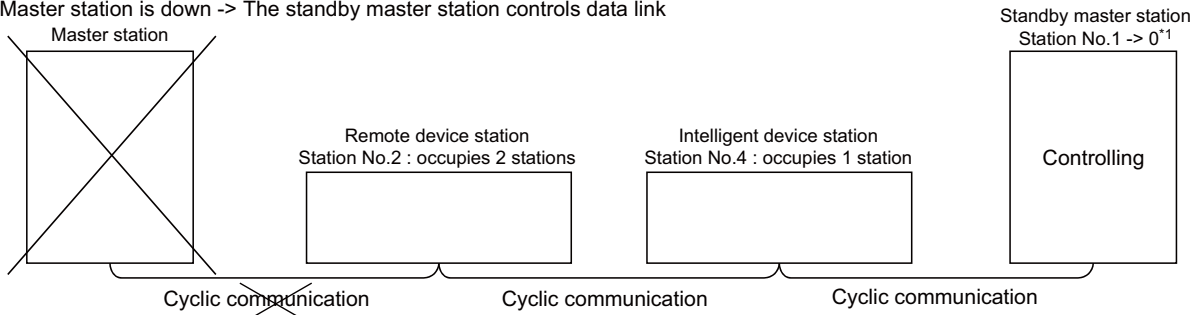 Master station is down -> The standby master station controls data link
Master station
Standby master station
Station No.1 -> 0*1
Remote device station
Station No.2 : occupies 2 stations
Intelligent device station
Station No.4 : occupies 1 station
Controlling
Cyclic communication
Cyclic communication
Cyclic communication